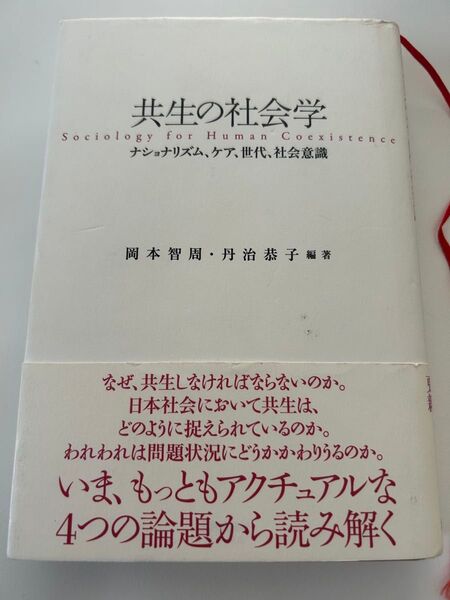 共生の社会学
Sociology for Human Coexistence
ナショナリズム、ケア、世代、社会意識
岡本智周・丹治恭子 編著
なぜ、共生しなければならないのか。
日本社会において共生は、
どのように捉えられているのか。
われわれは問題状況にどうかかわりうるのか。
いま、もっともアクチュアルな
4つの論題から読み解く